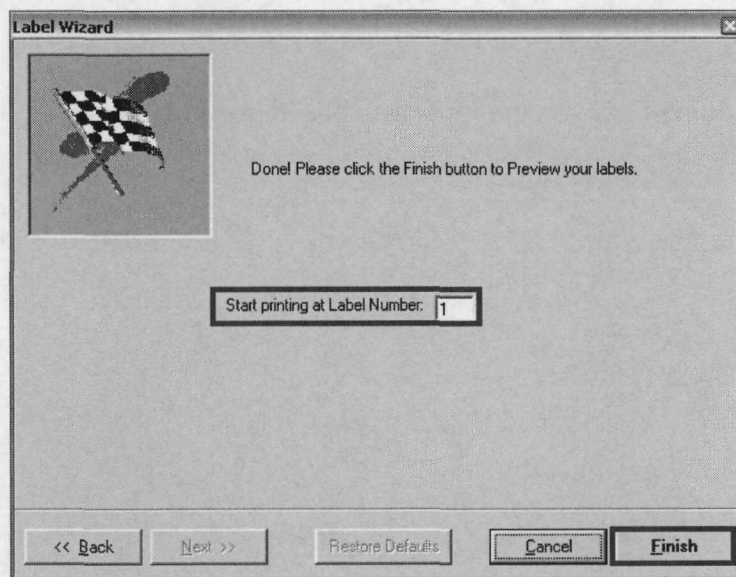 Label Wizard
Done! Please click the Finish button to Preview your labels.
Start printing at Label Number: 1
<< Back Next >> Restore Defaults Cancel Finish